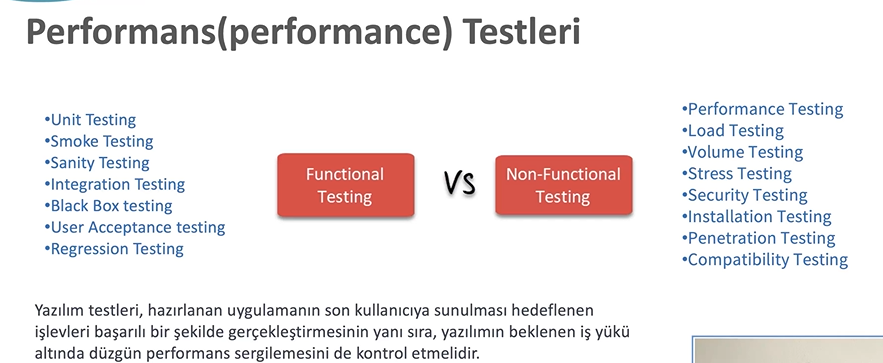 Performans(performance) Testleri
•Unit Testing
•Smoke Testing
•Sanity Testing
•Integration Testing
•Black Box testing
•User Acceptance testing
•Regression Testing
Functional
Testing
VS
Non-Functional
Testing
•Performance Testing
•Load Testing
•Volume Testing
•Stress Testing
•Security Testing
•Installation Testing
•Penetration Testing
•Compatibility Testing
Yazılım testleri, hazırlanan uygulamanın son kullanıcıya sunulması hedeflenen
işlevleri başarılı bir şekilde gerçekleştirmesinin yanı sıra, yazılımın beklenen iş yükü
altında düzgün performans sergilemesini de kontrol etmelidir.